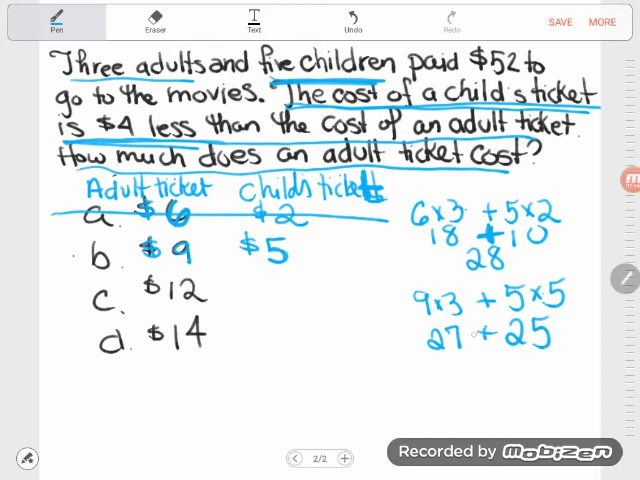 Pen
Eraser
Text
Undo
Redo
SAVE
MORE
Three adults and five children paid $52 to
go to the movies. The cost of a child's ticket
is $4 less than the cost of an adult ticket.
How much does an adult ticket cost?
Adult ticket Child's ticket
a. $6 $2
b. $9 $5
c. $12
d. $14
6x3 + 5x2
18 + 10
28
9x3 + 5x5
27 + 25
2/2
Recorded by Mobizen